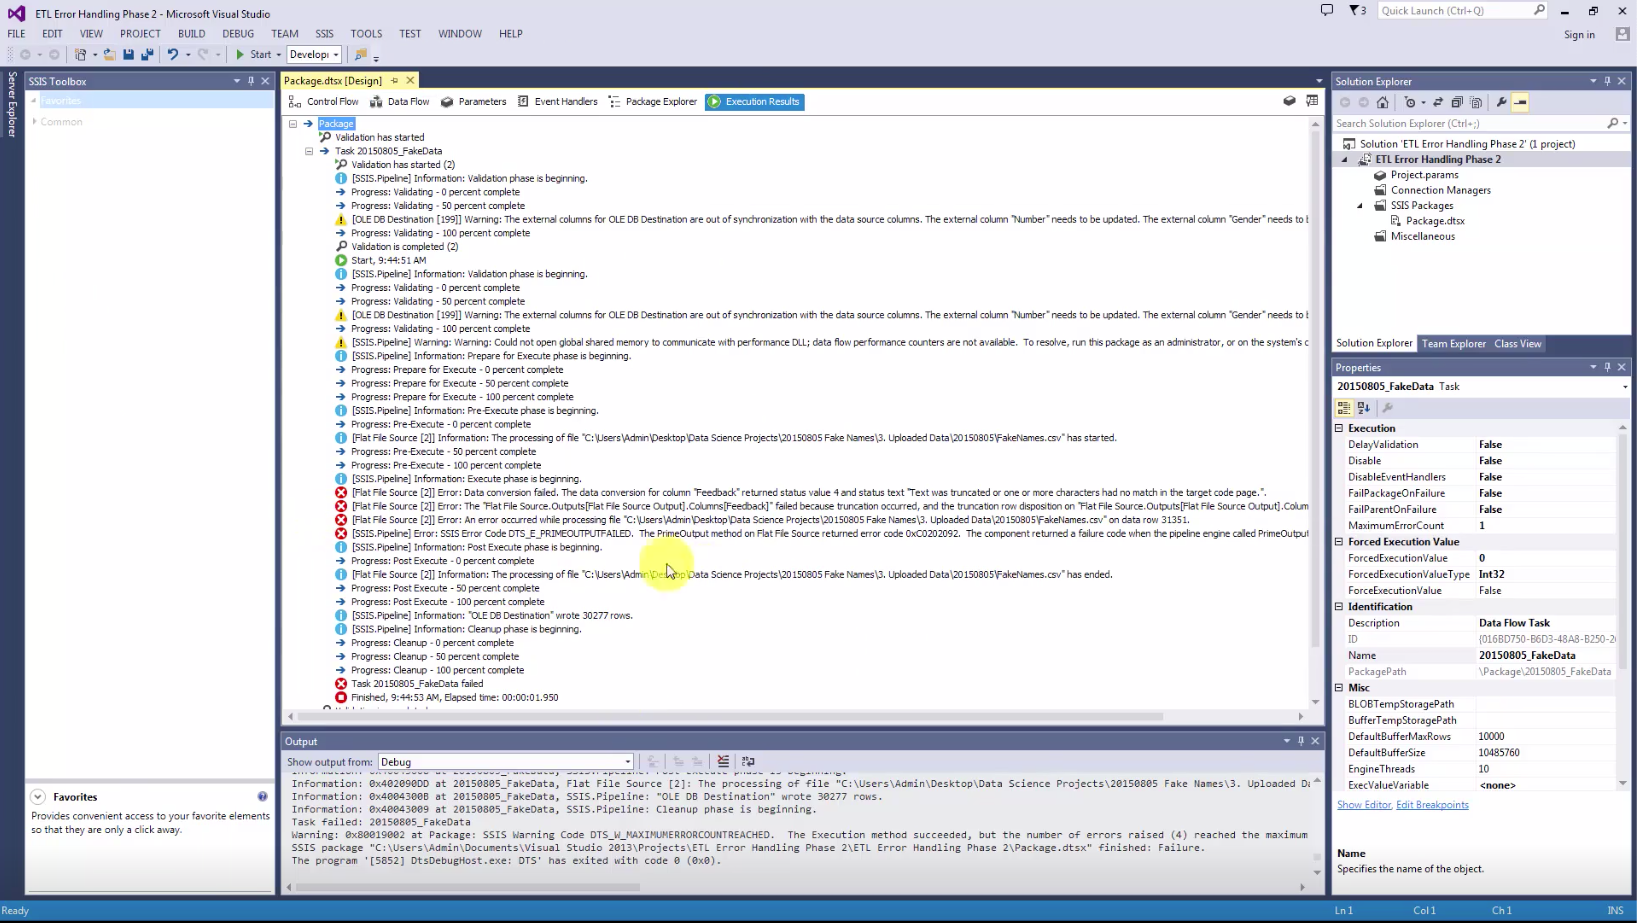 ETL Error Handling Phase 2 - Microsoft Visual Studio
3
Quick Launch (Ctrl+Q)
FILE EDIT VIEW PROJECT BUILD DEBUG TEAM SSIS TOOLS TEST WINDOW HELP
Sign in
Start
Developi
Server Explorer
SSIS Toolbox
Favorites
Common
Package.dtsx [Design]
Control Flow
Data Flow
Parameters
Event Handlers
Package Explorer
Execution Results
Package
Validation has started
Task 20150805_FakeData
Validation has started (2)
[SSIS.Pipeline] Information: Validation phase is beginning.
Progress: Validating - 0 percent complete
Progress: Validating - 50 percent complete
[OLE DB Destination [199]] Warning: The external columns for OLE DB Destination are out of synchronization with the data source columns. The external column "Number" needs to be updated. The external column "Gender" needs to b
Progress: Validating - 100 percent complete
Validation is completed (2)
Start, 9:44:51 AM
[SSIS.Pipeline] Information: Validation phase is beginning.
Progress: Validating - 0 percent complete
Progress: Validating - 50 percent complete
[OLE DB Destination [199]] Warning: The external columns for OLE DB Destination are out of synchronization with the data source columns. The external column "Number" needs to be updated. The external column "Gender" needs to b
Progress: Validating - 100 percent complete
[SSIS.Pipeline] Warning: Warning: Could not open global shared memory to communicate with performance DLL; data flow performance counters are not available. To resolve, run this package as an administrator, or on the system's c
[SSIS.Pipeline] Information: Prepare for Execute phase is beginning.
Progress: Prepare for Execute - 0 percent complete
Progress: Prepare for Execute - 50 percent complete
Progress: Prepare for Execute - 100 percent complete
[SSIS.Pipeline] Information: Pre-Execute phase is beginning.
Progress: Pre-Execute - 0 percent complete
[Flat File Source [2]] Information: The processing of file "C:\Users\Admin\Desktop\Data Science Projects\20150805 Fake Names\3. Uploaded Data\20150805\FakeNames.csv" has started.
Progress: Pre-Execute - 50 percent complete
Progress: Pre-Execute - 100 percent complete
[SSIS.Pipeline] Information: Execute phase is beginning.
[Flat File Source [2]] Error: Data conversion failed. The data conversion for column "Feedback" returned status value 4 and status text "Text was truncated or one or more characters had no match in the target code page.".
[Flat File Source [2]] Error: The "Flat File Source.Outputs[Flat File Source Output].Columns[Feedback]" failed because truncation occurred, and the truncation row disposition on "Flat File Source.Outputs[Flat File Source Output].Colum
[Flat File Source [2]] Error: An error occurred while processing file "C:\Users\Admin\Desktop\Data Science Projects\20150805 Fake Names\3. Uploaded Data\20150805\FakeNames.csv" on data row 31351.
[SSIS.Pipeline] Error: SSIS Error Code DTS_E_PRIMEOUTPUTFAILED. The PrimeOutput method on Flat File Source returned error code 0xC0202092. The component returned a failure code when the pipeline engine called PrimeOutput
[SSIS.Pipeline] Information: Post Execute phase is beginning.
Progress: Post Execute - 0 percent complete
[Flat File Source [2]] Information: The processing of file "C:\Users\Admin\Desktop\Data Science Projects\20150805 Fake Names\3. Uploaded Data\20150805\FakeNames.csv" has ended.
Progress: Post Execute - 50 percent complete
Progress: Post Execute - 100 percent complete
[SSIS.Pipeline] Information: "OLE DB Destination" wrote 30277 rows.
[SSIS.Pipeline] Information: Cleanup phase is beginning.
Progress: Cleanup - 0 percent complete
Progress: Cleanup - 50 percent complete
Progress: Cleanup - 100 percent complete
Task 20150805_FakeData failed
Finished, 9:44:53 AM, Elapsed time: 00:00:01.950
Output
Show output from: Debug
Information: 0x402090DD at 20150805_FakeData, Flat File Source [2]: The processing of file "C:\Users\Admin\Desktop\Data Science Projects\20150805 Fake Names\3. Uploaded Da
Information: 0x4004300B at 20150805_FakeData, SSIS.Pipeline: "OLE DB Destination" wrote 30277 rows.
Information: 0x40043009 at 20150805_FakeData, SSIS.Pipeline: Cleanup phase is beginning.
Task failed: 20150805_FakeData
Warning: 0x80019002 at Package: SSIS Warning Code DTS_W_MAXIMUMERRORCOUNTREACHED. The Execution method succeeded, but the number of errors raised (4) reached the maximum
SSIS package "C:\Users\Admin\Documents\Visual Studio 2013\Projects\ETL Error Handling Phase 2\ETL Error Handling Phase 2\Package.dtsx" finished: Failure.
The program '[5852] DtsDebugHost.exe: DTS' has exited with code 0 (0x0).
Favorites
Provides convenient access to your favorite elements
so that they are only a click away.
Solution Explorer
Search Solution Explorer (Ctrl+;)
Solution 'ETL Error Handling Phase 2' (1 project)
ETL Error Handling Phase 2
Project.params
Connection Managers
SSIS Packages
Package.dtsx
Miscellaneous
Solution Explorer
Team Explorer
Class View
Properties
20150805_FakeData Task
Execution
DelayValidation False
Disable False
DisableEventHandlers False
FailPackageOnFailure False
FailParentOnFailure False
MaximumErrorCount 1
Forced Execution Value
ForcedExecutionValue 0
ForcedExecutionValueType Int32
ForceExecutionValue False
Identification
Description Data Flow Task
ID {016BD750-B6D3-48A8-B250-2
Name 20150805_FakeData
PackagePath \Package\20150805_FakeData
Misc
BLOBTempStoragePath
BufferTempStoragePath
DefaultBufferMaxRows 10000
DefaultBufferSize 10485760
EngineThreads 10
ExecValueVariable <none>
Show Editor, Edit Breakpoints
Name
Specifies the name of the object.
Ready
Ln 1
Col 1
Ch 1
INS